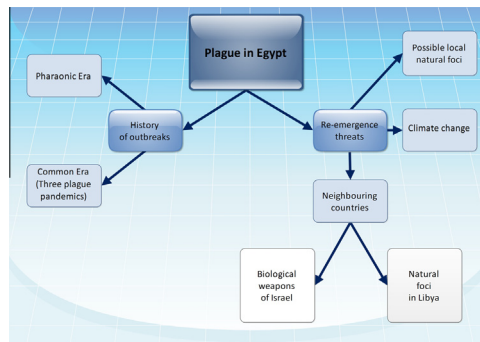 Plague in Egypt
Possible local
natural foci
Pharaonic Era
History
of outbreaks
Re-emergence
threats
Climate change
Common Era
(Three plague
pandemics)
Neighbouring
countries
Biological
weapons
of Israel
Natural
foci
in Libya